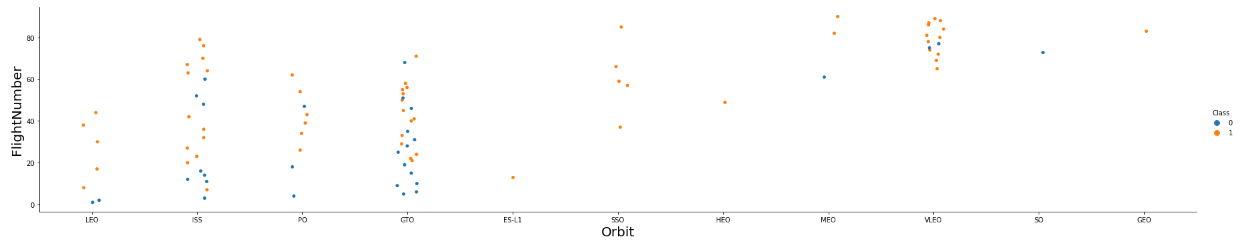 80
60
40
20
0
FlightNumber
LEO ISS PO GTO ES-L1 SSO HEO MEO VLEO SO GEO
Orbit
Class
0
1